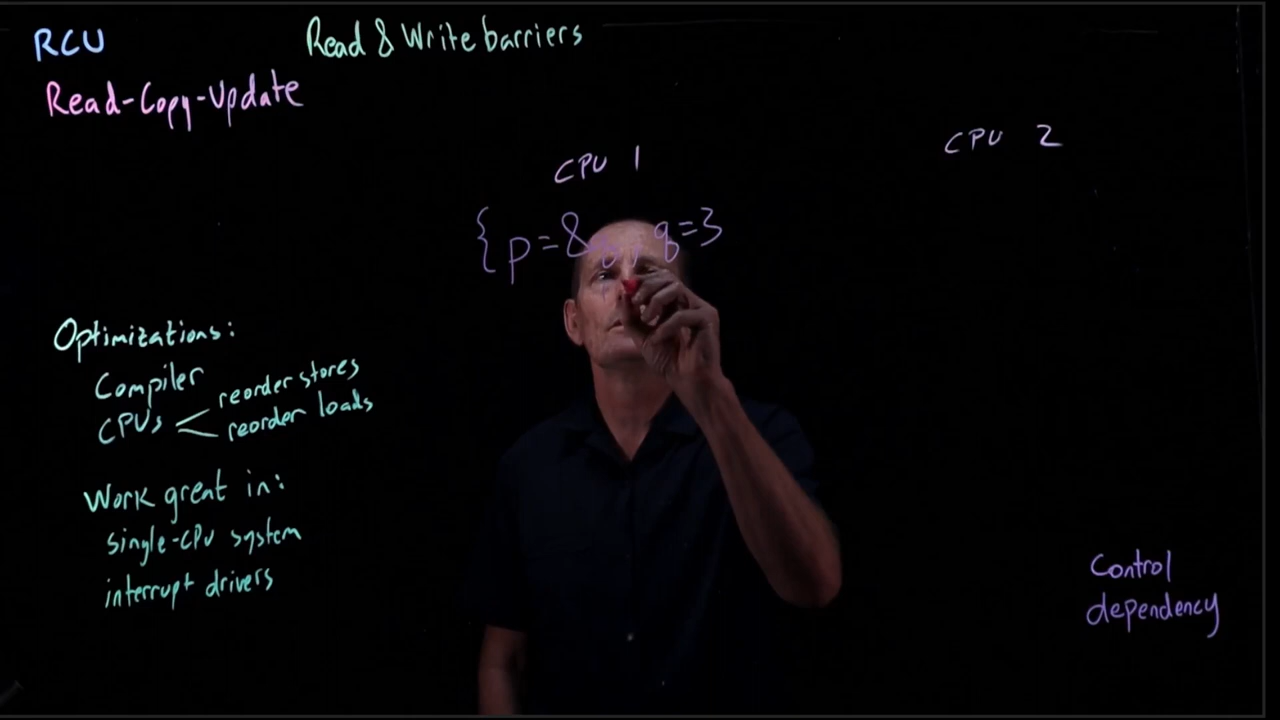 RCU
Read & Write barriers
Read-Copy-Update
CPU 1
CPU 2
{p=&q, q=3
Optimizations:
Compiler
CPUs < reorder stores
reorder loads
Work great in:
single-CPU system
interrupt drivers
Control
dependency